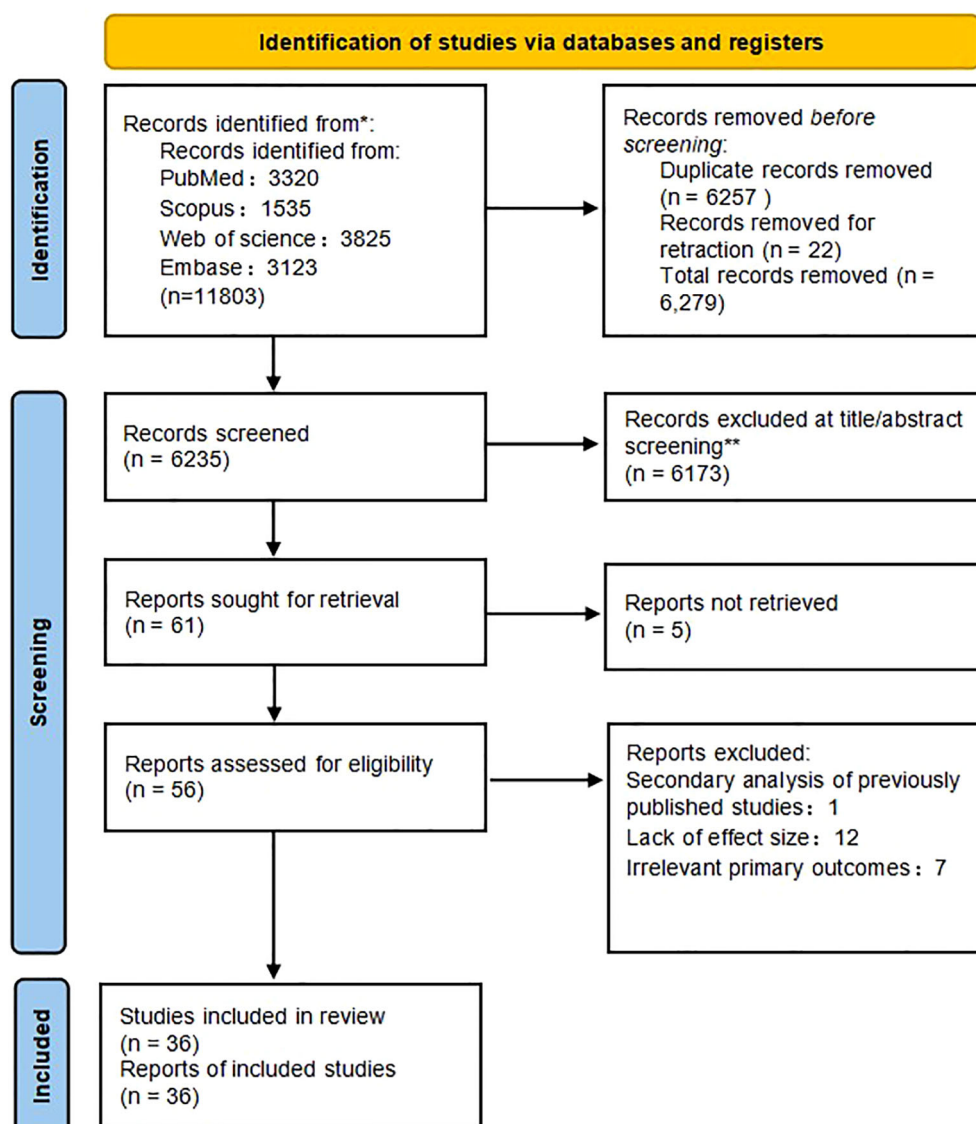 Identification of studies via databases and registers
Identification
Records identified from*:
Records identified from:
PubMed：3320
Scopus：1535
Web of science：3825
Embase：3123
(n=11803)
Records removed before
screening:
Duplicate records removed
(n = 6257 )
Records removed for
retraction (n = 22)
Total records removed (n =
6,279)
Screening
Records screened
(n = 6235)
Records excluded at title/abstract
screening**
(n = 6173)
Reports sought for retrieval
(n = 61)
Reports not retrieved
(n = 5)
Reports assessed for eligibility
(n = 56)
Reports excluded:
Secondary analysis of previously
published studies：1
Lack of effect size：12
Irrelevant primary outcomes：7
Included
Studies included in review
(n = 36)
Reports of included studies
(n = 36)